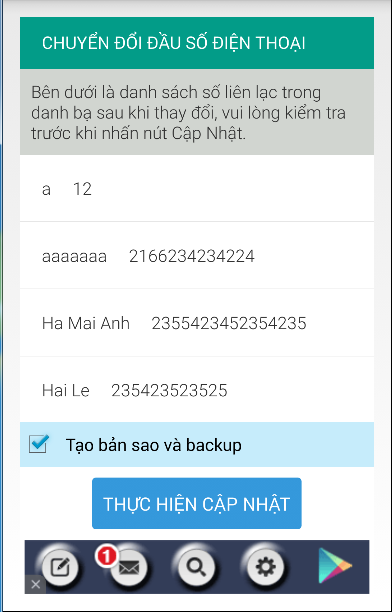 CHUYỂN ĐỔI ĐẦU SỐ ĐIỆN THOẠI
Bên dưới là danh sách số liên lạc trong
danh bạ sau khi thay đổi, vui lòng kiểm tra
trước khi nhấn nút Cập Nhật.
a 12
aaaaaaa 2166234234224
Ha Mai Anh 2355423452354235
Hai Le 235423523525
Tạo bản sao và backup
THỰC HIỆN CẬP NHẬT
1